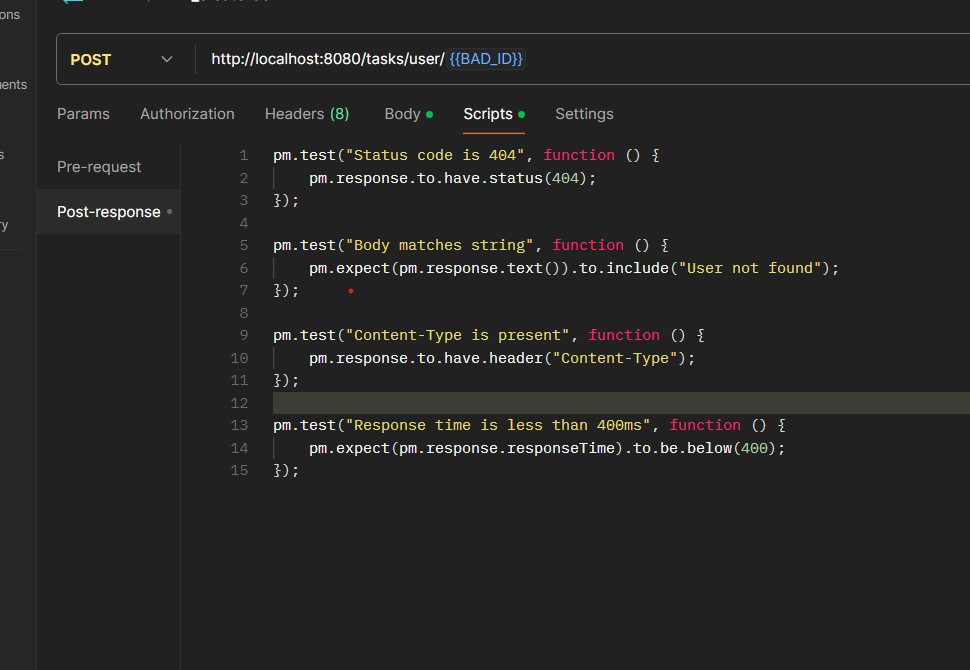 ons
ents
s
ry
POST http://localhost:8080/tasks/user/ {{BAD_ID}}
Params Authorization Headers (8) Body Scripts Settings
Pre-request
Post-response
1 pm.test("Status code is 404", function () {
2     pm.response.to.have.status(404);
3 });
4
5 pm.test("Body matches string", function () {
6     pm.expect(pm.response.text()).to.include("User not found");
7 });
8
9 pm.test("Content-Type is present", function () {
10     pm.response.to.have.header("Content-Type");
11 });
12
13 pm.test("Response time is less than 400ms", function () {
14     pm.expect(pm.response.responseTime).to.be.below(400);
15 });